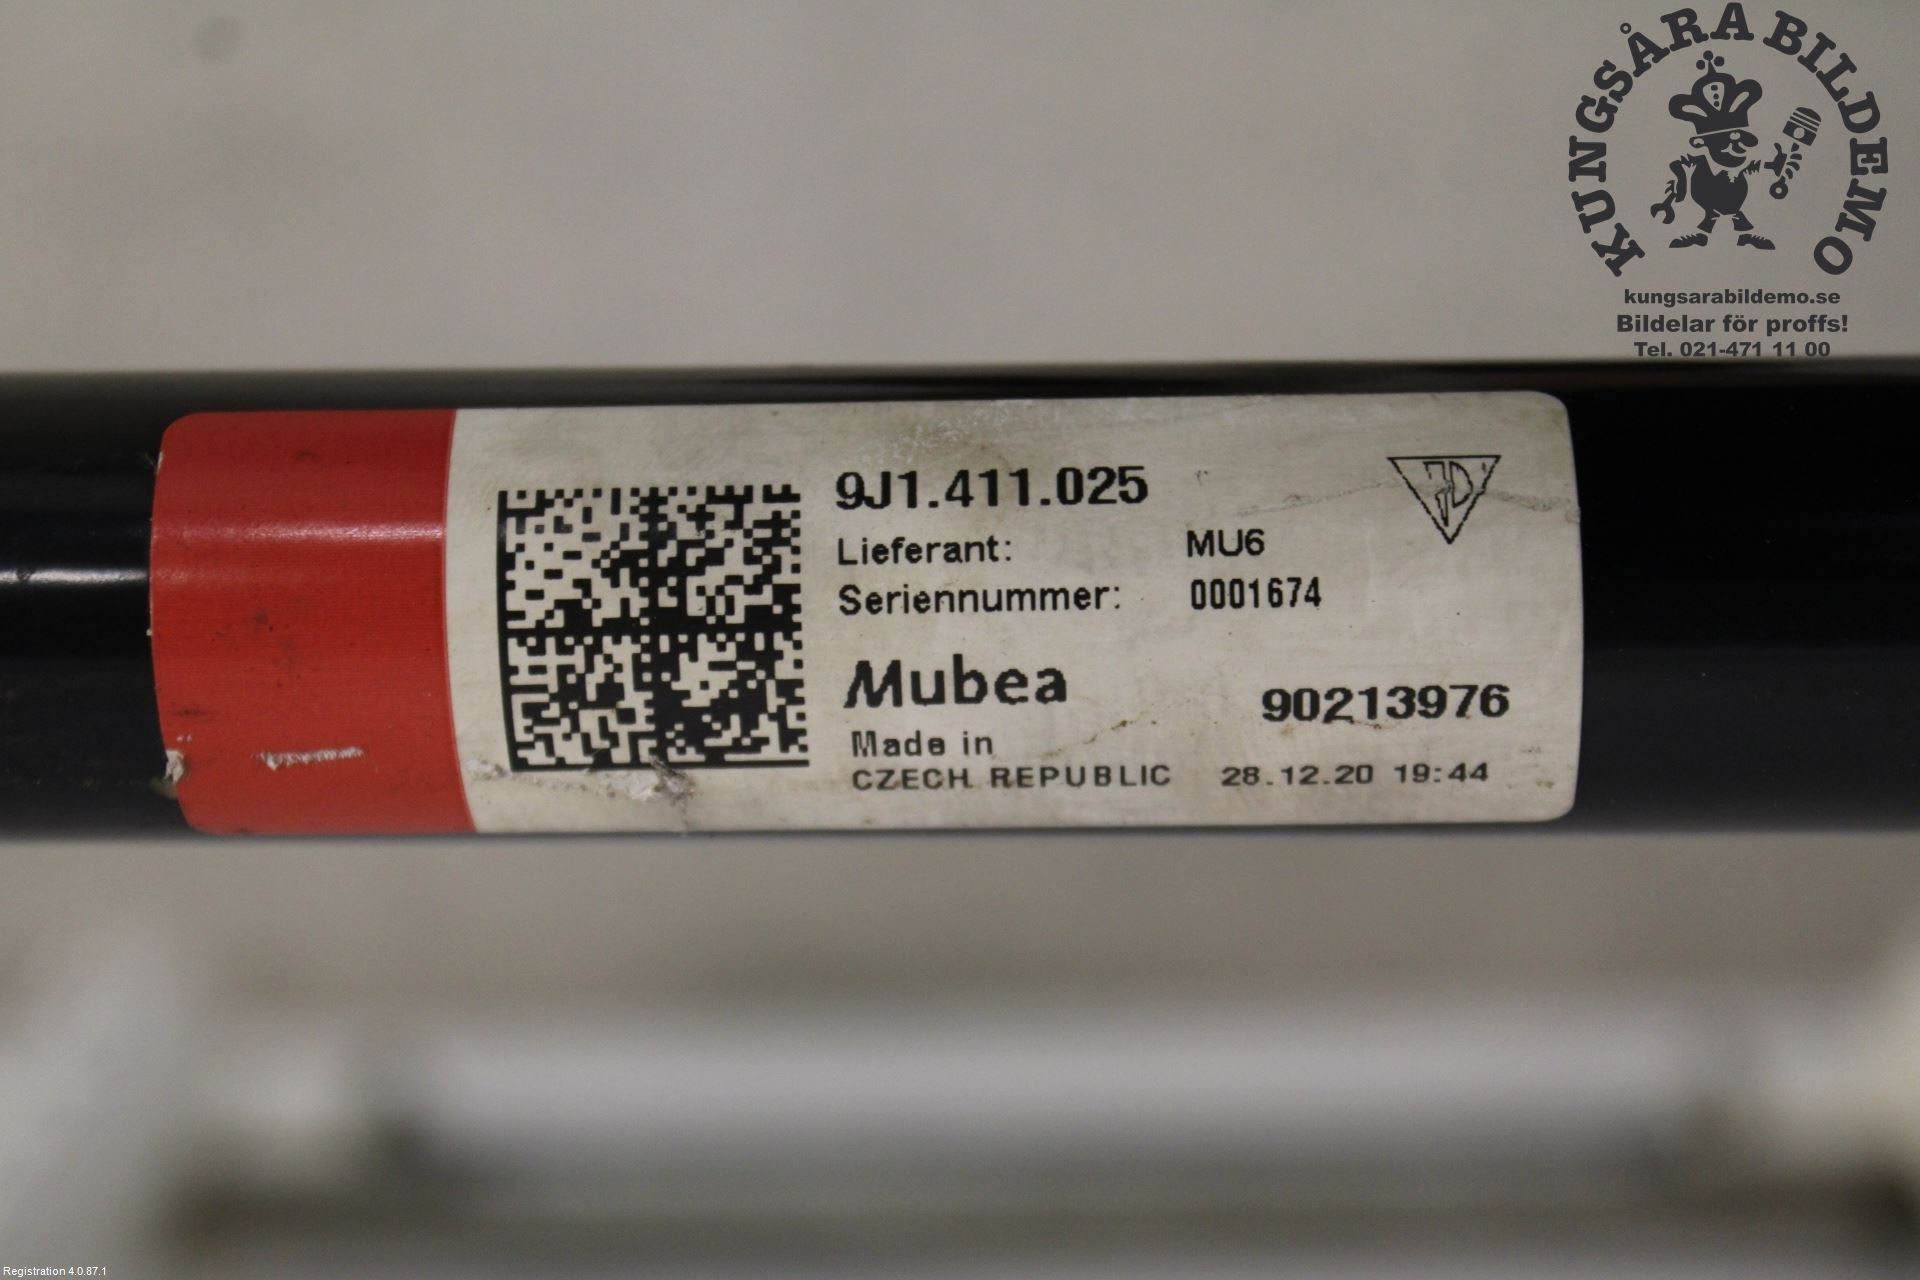 KUNGSÅRA BILDEMO
kungsarabildemo.se
Bildelar för proffs!
Tel. 021-471 11 00
9J1.411.025
Lieferant: MU6
Seriennummer: 0001674
Mubea 90213976
Made in
CZECH REPUBLIC 28.12.20 19:44
Registration 4.0.87.1